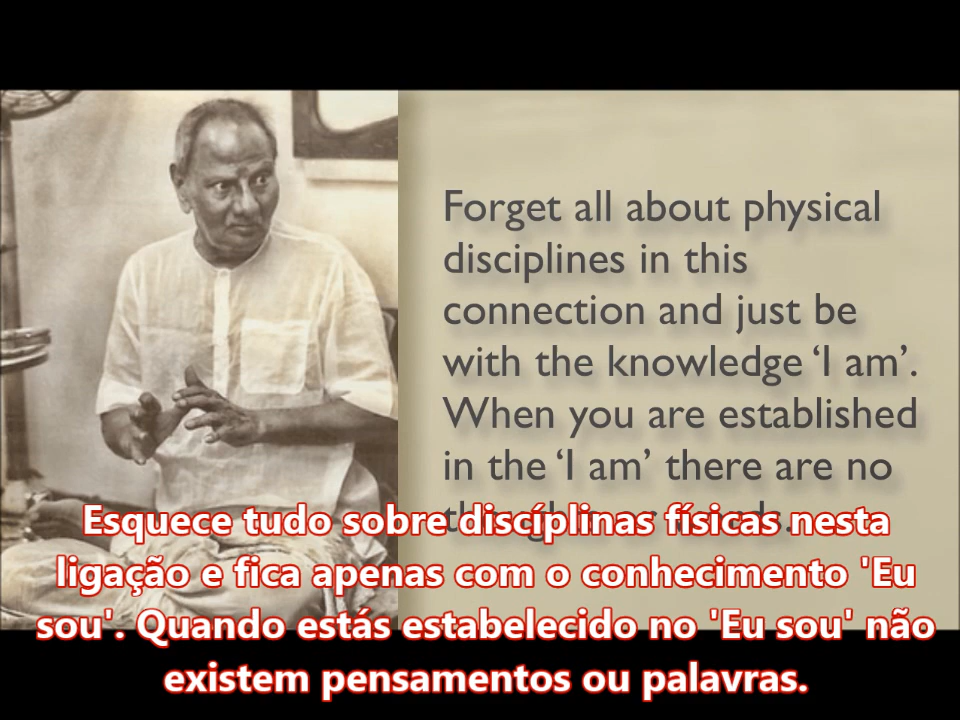 Forget all about physical
disciplines in this
connection and just be
with the knowledge ‘I am’.
When you are established
in the ‘I am’ there are no
Esquece tudo sobre discíplinas físicas nesta
ligação e fica apenas com o conhecimento 'Eu
sou'. Quando estás estabelecido no 'Eu sou' não
existem pensamentos ou palavras.